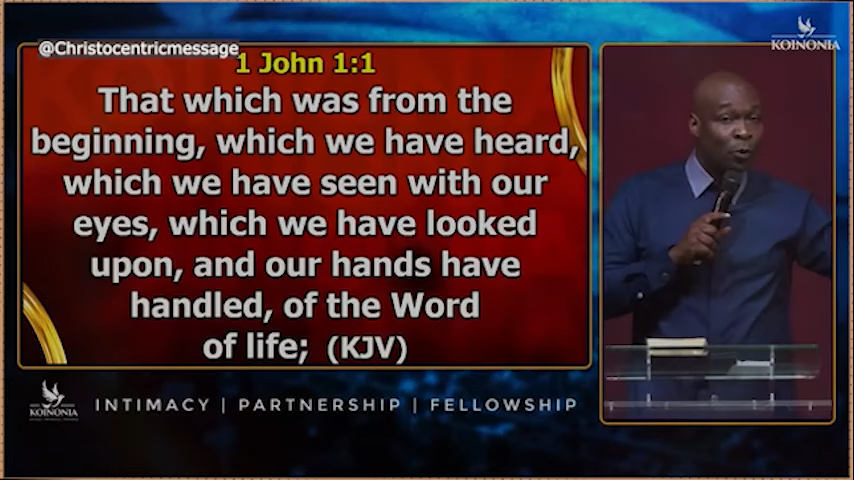 @Christocentricmessage
KOINONIA
1 John 1:1
That which was from the
beginning, which we have heard,
which we have seen with our
eyes, which we have looked
upon, and our hands have
handled, of the Word
of life; (KJV)
KOINONIA
INTIMACY | PARTNERSHIP | FELLOWSHIP